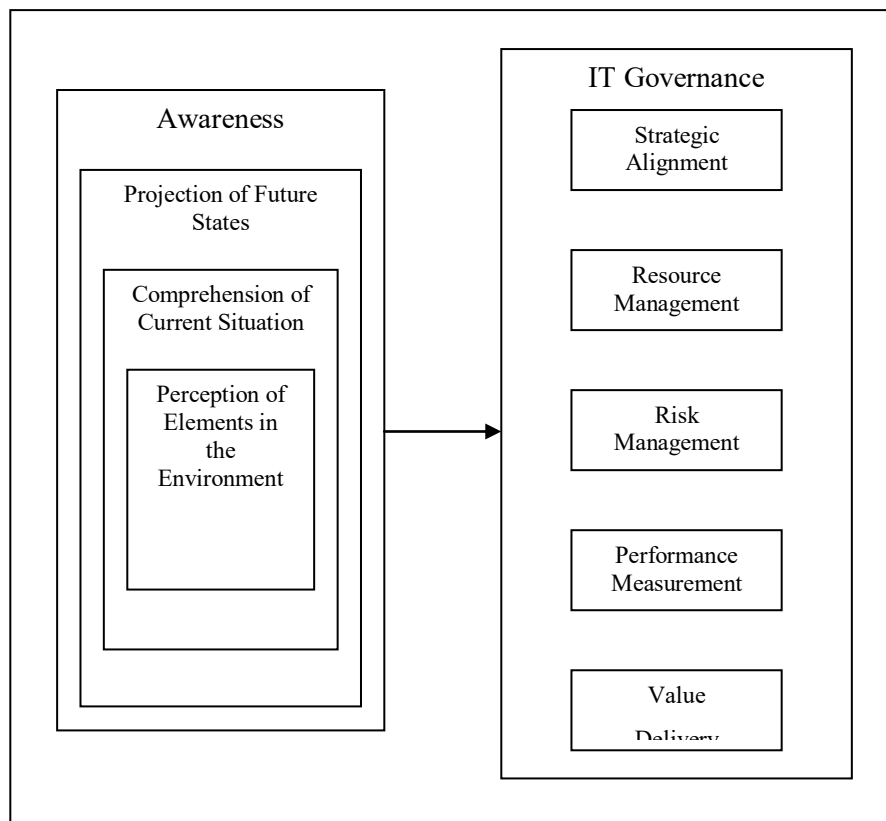 Awareness
Projection of Future
States
Comprehension of
Current Situation
Perception of
Elements in
the
Environment
IT Governance
Strategic
Alignment
Resource
Management
Risk
Management
Performance
Measurement
Value
Delivery